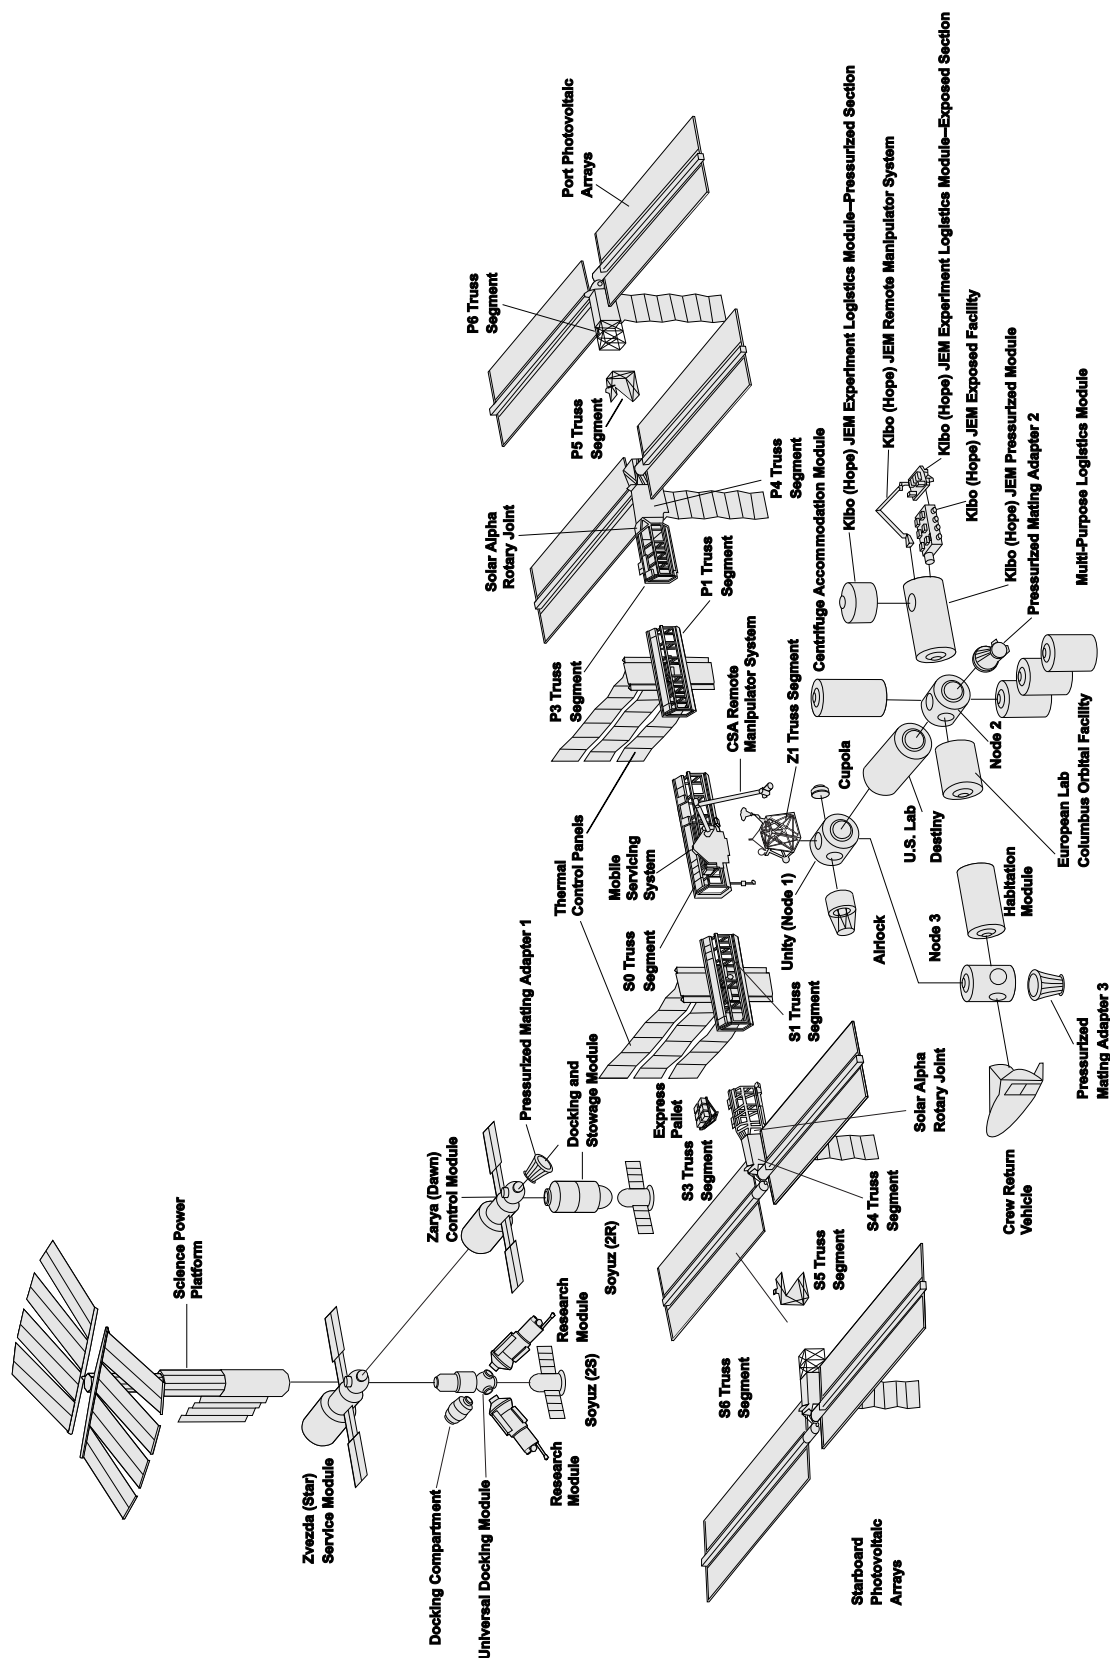 Science Power
Platform
Zvezda (Star)
Service Module
Docking Compartment
Universal Docking Module
Research
Module
Soyuz (2S)
Research
Module
Zarya (Dawn)
Control Module
Soyuz (2R)
Pressurized Mating Adapter 1
Docking and
Stowage Module
Thermal
Control Panels
P6 Truss
Segment
Port Photovoltaic
Arrays
P5 Truss
Segment
Solar Alpha
Rotary Joint
P4 Truss
Segment
P3 Truss
Segment
P1 Truss
Segment
Mobile
Servicing
System
CSA Remote
Manipulator System
S0 Truss
Segment
Z1 Truss Segment
Express
Pallet
S3 Truss
Segment
S1 Truss
Segment
S6 Truss
Segment
S5 Truss
Segment
S4 Truss
Segment
Solar Alpha
Rotary Joint
Starboard
Photovoltaic
Arrays
Unity (Node 1)
Cupola
Airlock
U.S. Lab
Destiny
Node 3
Habitation
Module
Crew Return
Vehicle
Pressurized
Mating Adapter 3
Centrifuge Accommodation Module
Kibo (Hope) JEM Experiment Logistics Module–Pressurized Section
Kibo (Hope) JEM Remote Manipulator System
Kibo (Hope) JEM Experiment Logistics Module–Exposed Section
Kibo (Hope) JEM Exposed Facility
Kibo (Hope) JEM Pressurized Module
Pressurized Mating Adapter 2
Node 2
Multi-Purpose Logistics Module
European Lab
Columbus Orbital Facility